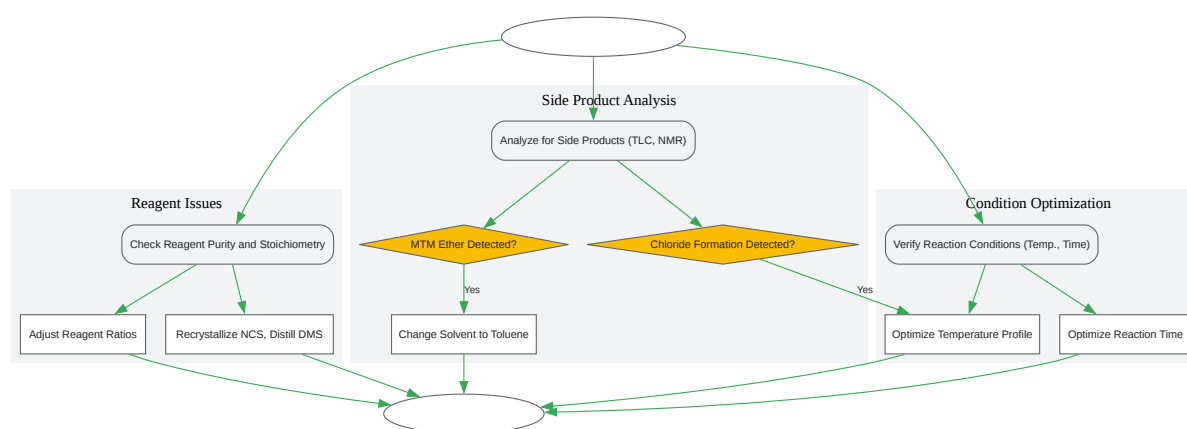 Side Product Analysis
Analyze for Side Products (TLC, NMR)
Reagent Issues
Condition Optimization
Check Reagent Purity and Stoichiometry
MTM Ether Detected?
Chloride Formation Detected?
Verify Reaction Conditions (Temp., Time)
Yes
Yes
Adjust Reagent Ratios
Recrystallize NCS, Distill DMS
Change Solvent to Toluene
Optimize Temperature Profile
Optimize Reaction Time